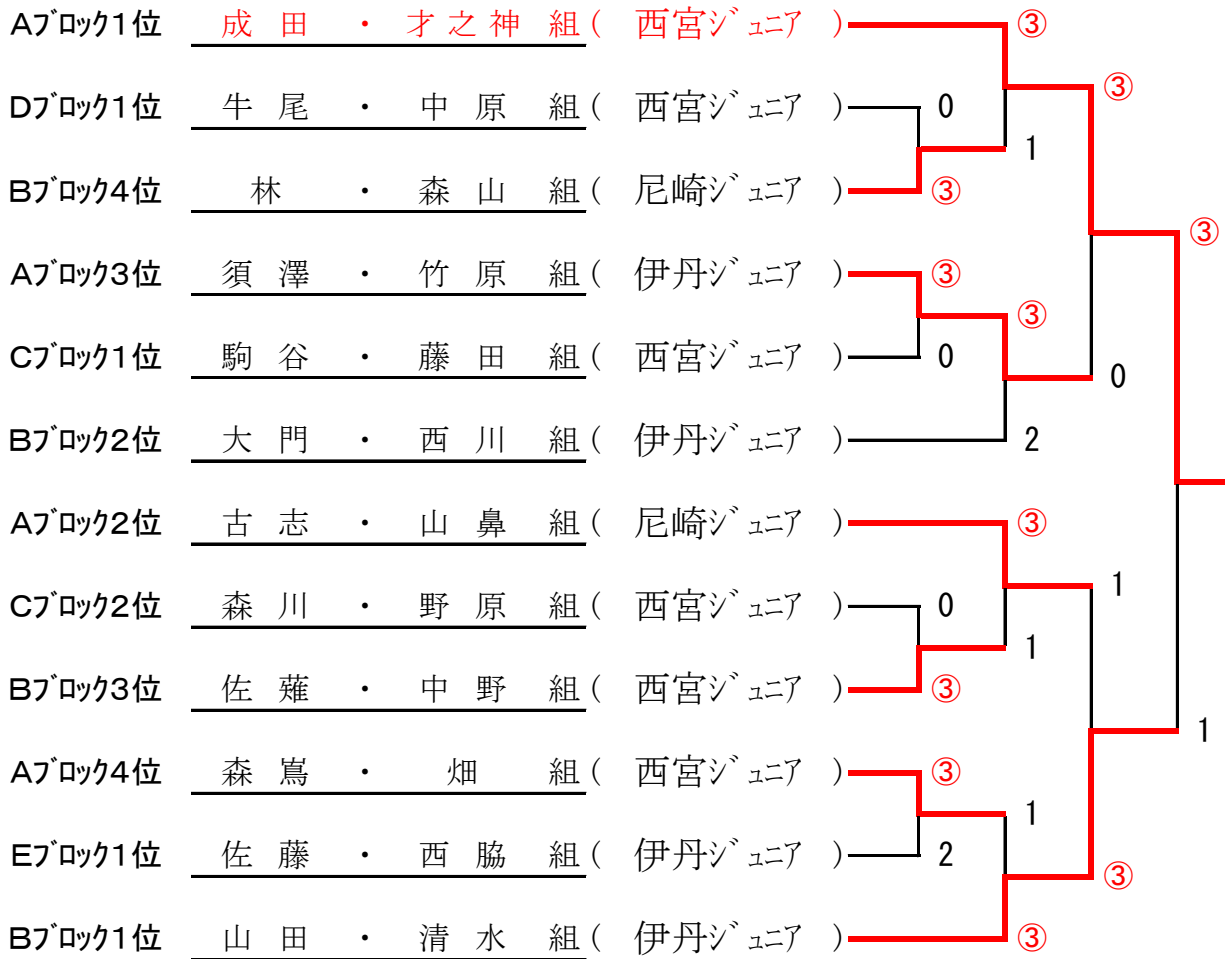 Aブロック1位 成田・才之神組(西宮ジュニア) ③
③
Dブロック1位 牛尾・中原組(西宮ジュニア) 0
1
Bブロック4位 林・森山組(尼崎ジュニア) ③
③
Aブロック3位 須澤・竹原組(伊丹ジュニア) ③
③
Cブロック1位 駒谷・藤田組(西宮ジュニア) 0
0
Bブロック2位 大門・西川組(伊丹ジュニア) 2
Aブロック2位 古志・山鼻組(尼崎ジュニア) ③
1
Cブロック2位 森川・野原組(西宮ジュニア) 0
1
Bブロック3位 佐薙・中野組(西宮ジュニア) ③
1
Aブロック4位 森嶌・畑組(西宮ジュニア) ③
1
Eブロック1位 佐藤・西脇組(伊丹ジュニア) 2
③
Bブロック1位 山田・清水組(伊丹ジュニア) ③